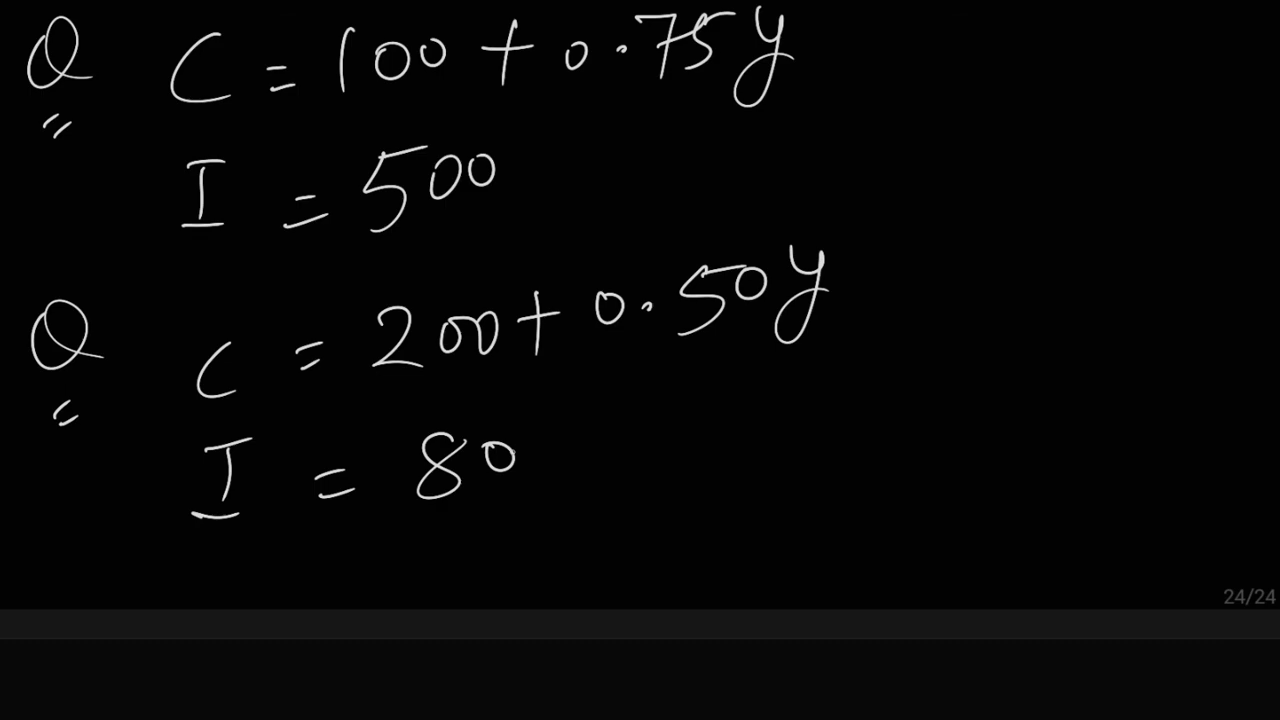 Q C = 100 + 0.75y
I = 500
Q C = 200 + 0.50y
I = 80
24/24